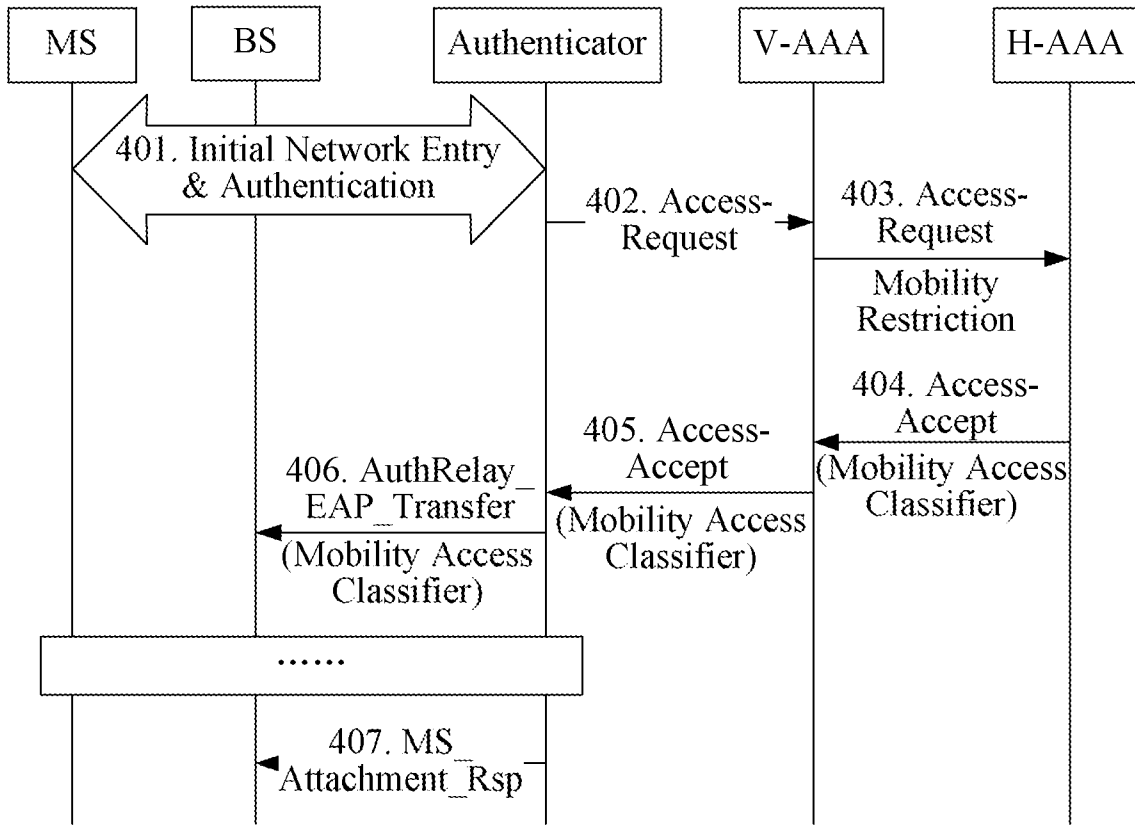 MS
BS
Authenticator
V-AAA
H-AAA
401. Initial Network Entry
& Authentication
402. Access-
Request
403. Access-
Request
Mobility
Restriction
404. Access-
Accept
(Mobility Access
Classifier)
405. Access-
Accept
(Mobility Access
Classifier)
406. AuthRelay_
EAP_Transfer
(Mobility Access
Classifier)
······
407. MS_
Attachment_Rsp